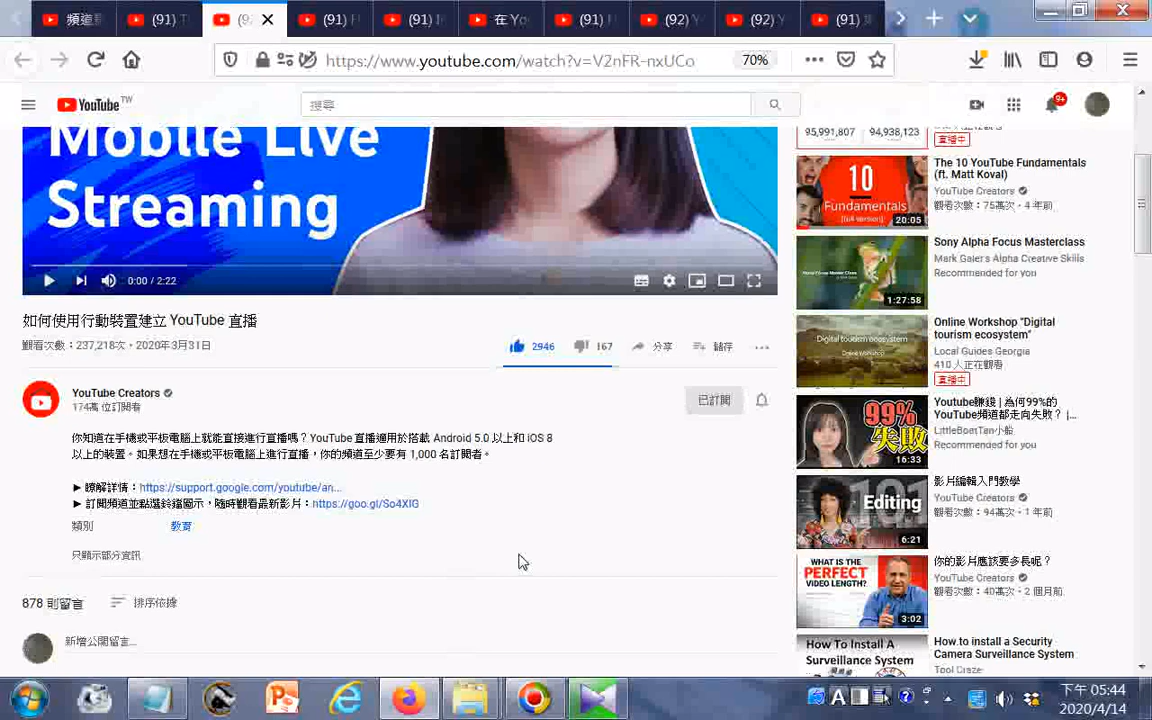 頻道
(91) T
(91)
(91)
在 Yo
(91)
(92) Y
(92) Y
(91)
https://www.youtube.com/watch?v=V2nFR-nxUCo
70%
YouTube TW
搜尋
9+
Mobile Live
Streaming
0:00 / 2:22
如何使用行動裝置建立 YouTube 直播
觀看次數：237,218次 • 2020年3月31日
2946
167
分享
儲存
YouTube Creators
174萬 位訂閱者
已訂閱
你知道在手機或平板電腦上就能直接進行直播嗎？YouTube 直播適用於搭載 Android 5.0 以上和 iOS 8
以上的裝置。如果想在手機或平板電腦上進行直播，你的頻道至少要有 1,000 名訂閱者。
► 瞭解詳情：https://support.google.com/youtube/an...
► 訂閱頻道並點選鈴鐺圖示，隨時觀看最新影片：https://goo.gl/So4XIG
類別
教育
只顯示部分資訊
878 則留言
排序依據
新增公開留言...
95,991,807
94,938,123
直播中
10
Fundamentals
[full version]
20:05
The 10 YouTube Fundamentals
(ft. Matt Koval)
YouTube Creators
觀看次數：75萬次 • 4 年前
1:27:58
Sony Alpha Focus Masterclass
Mark Galer's Alpha Creative Skills
Recommended for you
Digital tourism ecosystem
Online Workshop
Online Workshop "Digital
tourism ecosystem"
Local Guides Georgia
410 人正在觀看
直播中
99%
失敗
16:33
Youtube賺錢 | 為何99%的
YouTube頻道都走向失敗？ |...
LittleBoatTan小船
Recommended for you
101
Editing
6:21
影片編輯入門教學
YouTube Creators
觀看次數：94萬次 • 1 年前
WHAT IS THE
PERFECT
VIDEO LENGTH?
3:02
你的影片應該要多長呢？
YouTube Creators
觀看次數：40萬次 • 2 個月前
How To Install A
Surveillance System
How to install a Security
Camera Surveillance System
Tool Craze
下午 05:44
2020/4/14